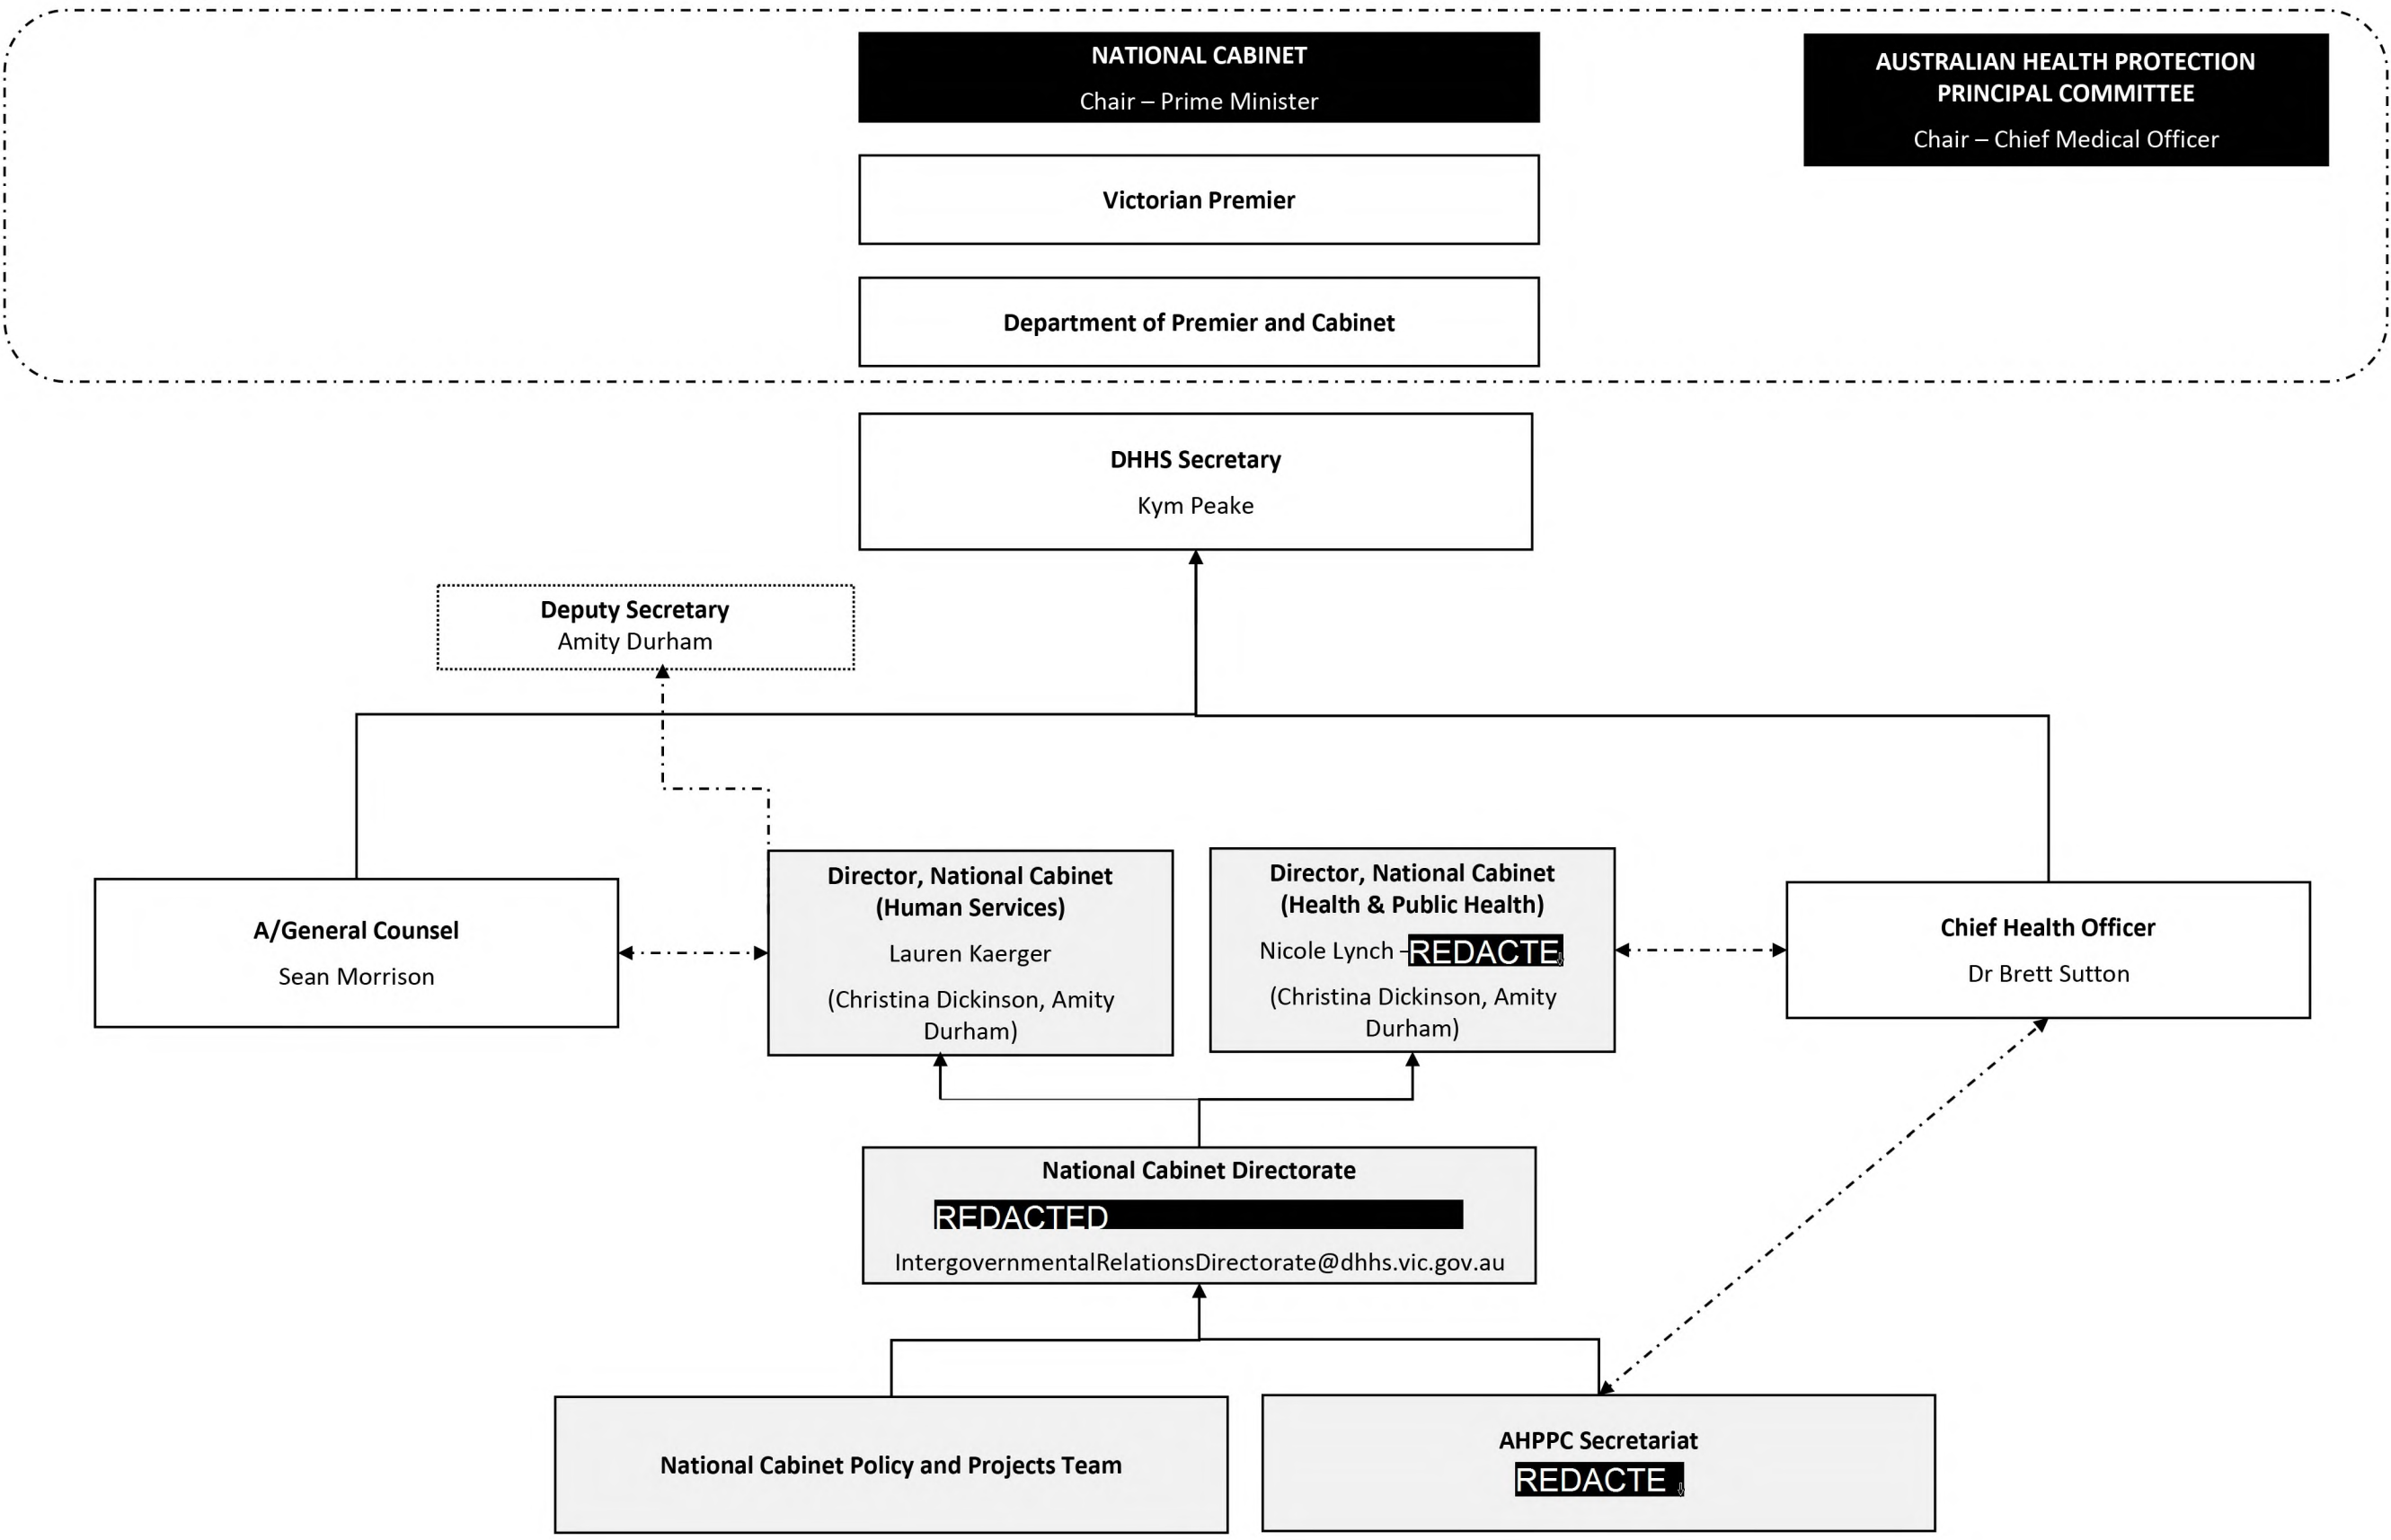 NATIONAL CABINET
Chair – Prime Minister
AUSTRALIAN HEALTH PROTECTION
PRINCIPAL COMMITTEE
Chair – Chief Medical Officer
Victorian Premier
Department of Premier and Cabinet
DHHS Secretary
Kym Peake
Deputy Secretary
Amity Durham
A/General Counsel
Sean Morrison
Director, National Cabinet
(Human Services)
Lauren Kaerger
(Christina Dickinson, Amity
Durham)
Director, National Cabinet
(Health & Public Health)
Nicole Lynch – REDACTE
(Christina Dickinson, Amity
Durham)
Chief Health Officer
Dr Brett Sutton
National Cabinet Directorate
REDACTED
IntergovernmentalRelationsDirectorate@dhhs.vic.gov.au
National Cabinet Policy and Projects Team
AHPPC Secretariat
REDACTE